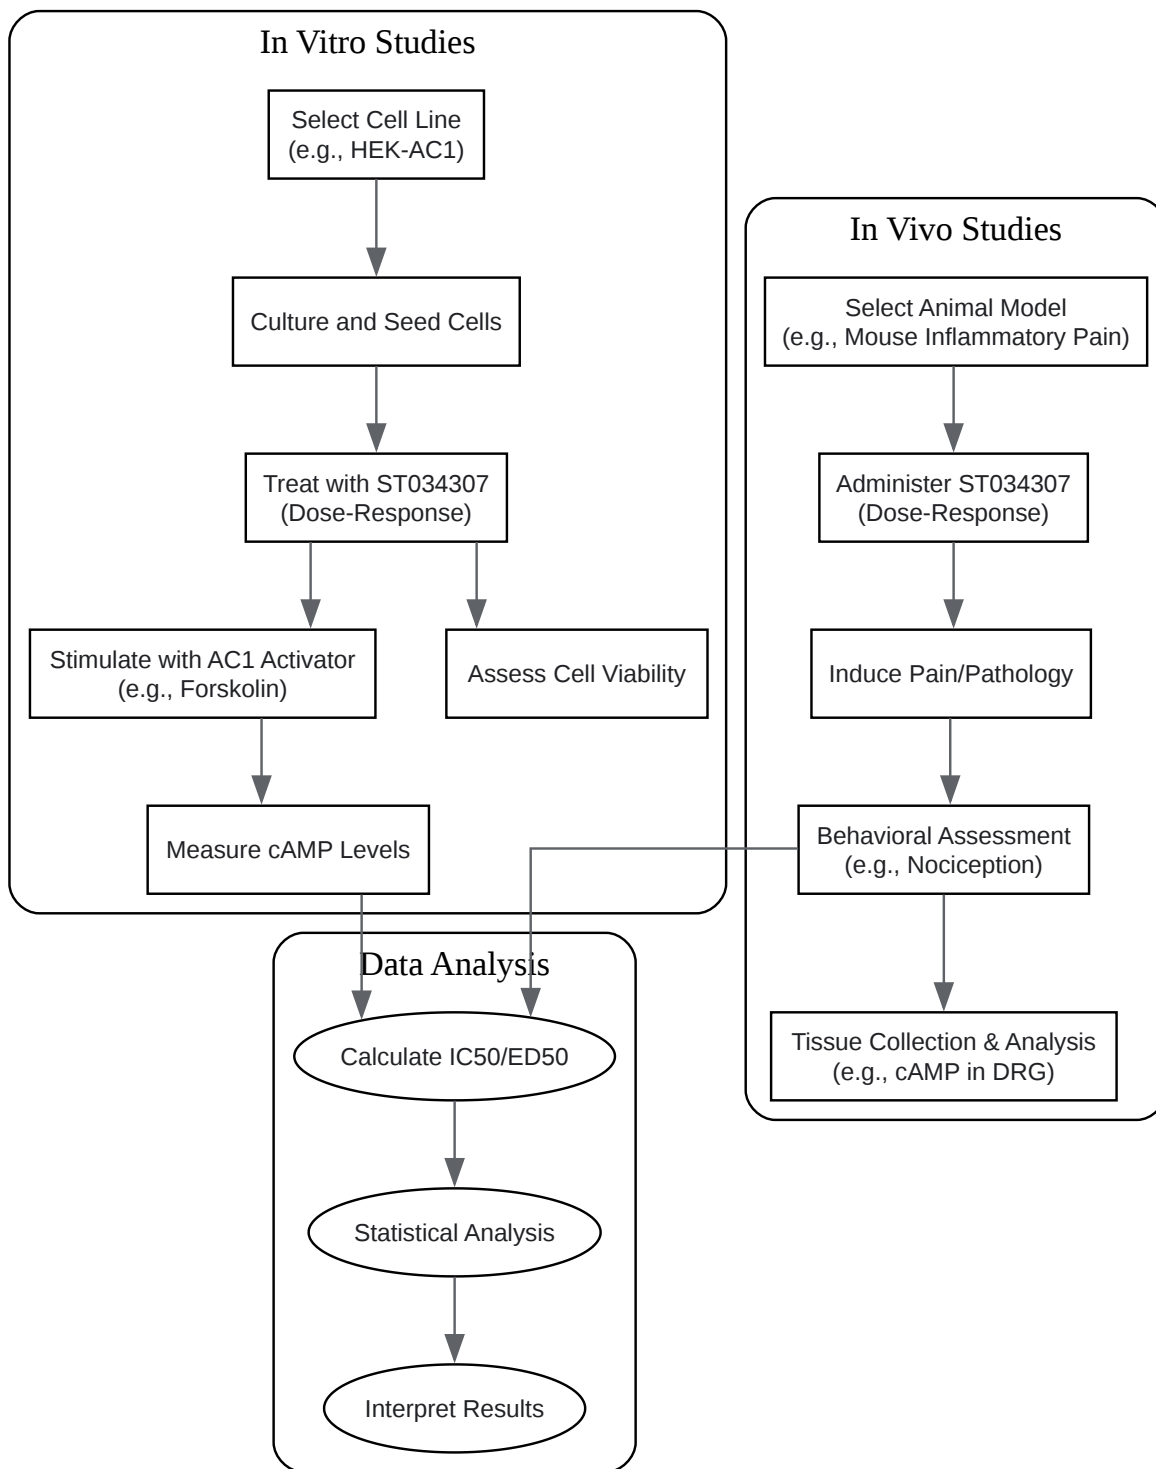 In Vitro Studies
Select Cell Line
(e.g., HEK-AC1)
Culture and Seed Cells
Treat with ST034307
(Dose-Response)
Stimulate with AC1 Activator
(e.g., Forskolin)
Assess Cell Viability
Measure cAMP Levels
In Vivo Studies
Select Animal Model
(e.g., Mouse Inflammatory Pain)
Administer ST034307
(Dose-Response)
Induce Pain/Pathology
Behavioral Assessment
(e.g., Nociception)
Tissue Collection & Analysis
(e.g., cAMP in DRG)
Data Analysis
Calculate IC50/ED50
Statistical Analysis
Interpret Results